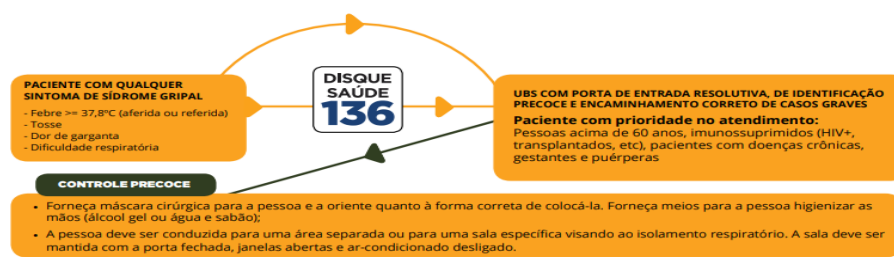 PACIENTE COM QUALQUER
SINTOMA DE SÍDROME GRIPAL
- Febre >= 37,8ºC (aferida ou referida)
- Tosse
- Dor de garganta
- Dificuldade respiratória
DISQUE
SAÚDE
136
UBS COM PORTA DE ENTRADA RESOLUTIVA, DE IDENTIFICAÇÃO
PRECOCE E ENCAMINHAMENTO CORRETO DE CASOS GRAVES
Paciente com prioridade no atendimento:
Pessoas acima de 60 anos, imunossuprimidos (HIV+,
transplantados, etc), pacientes com doenças crônicas,
gestantes e puérperas
CONTROLE PRECOCE
• Forneça máscara cirúrgica para a pessoa e a oriente quanto à forma correta de colocá-la. Forneça meios para a pessoa higienizar as
mãos (álcool gel ou água e sabão);
• A pessoa deve ser conduzida para uma área separada ou para uma sala específica visando ao isolamento respiratório. A sala deve ser
mantida com a porta fechada, janelas abertas e ar-condicionado desligado.